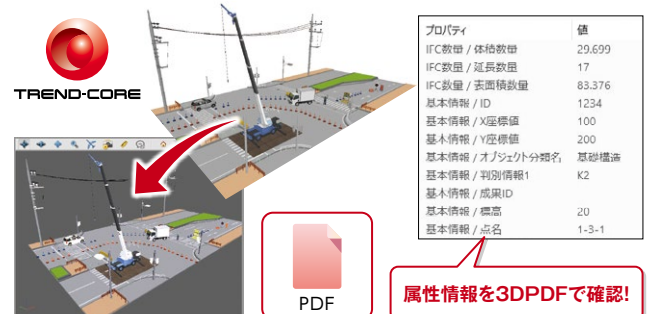 TREND-CORE
プロパティ 値
IFC数量 / 体積数量 29.699
IFC数量 / 延長数量 17
IFC数量 / 表面積数量 83.376
基本情報 / ID 1234
基本情報 / X座標値 100
基本情報 / Y座標値 200
基本情報 / オブジェクト分類名 基礎構造
基本情報 / 判別情報1 K2
基本情報 / 成果ID
基本情報 / 標高 20
基本情報 / 点名 1-3-1
PDF
属性情報を3DPDFで確認!